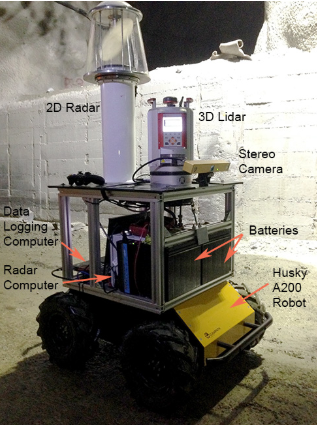 2D Radar
3D Lidar
Stereo
Camera
Data
Logging
Computer
Batteries
Radar
Computer
Husky
A200
Robot